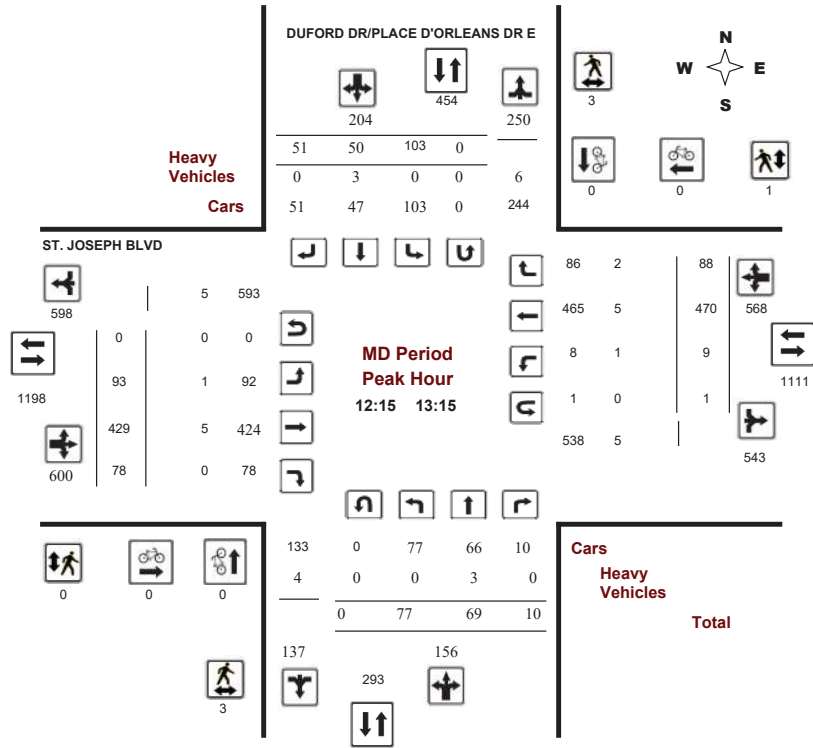 DUFORD DR/PLACE D'ORLEANS DR E
N
W E
S
454
3
204 250
51 50 103 0
Heavy
Vehicles
0 3 0 0 6
0 0 1
Cars 51 47 103 0 244
ST. JOSEPH BLVD
86 2 88
5 593
598
465 5 470 568
0 0 0
MD Period
Peak Hour
8 1 9
93 1 92
1111
1198
12:15 13:15
1 0 1
429 5 424
538 5
543
600
78 0 78
133 0 77 66 10 Cars
4 0 0 3 0 Heavy
Vehicles
0 0 0
0 77 69 10
Total
137 156
293
3